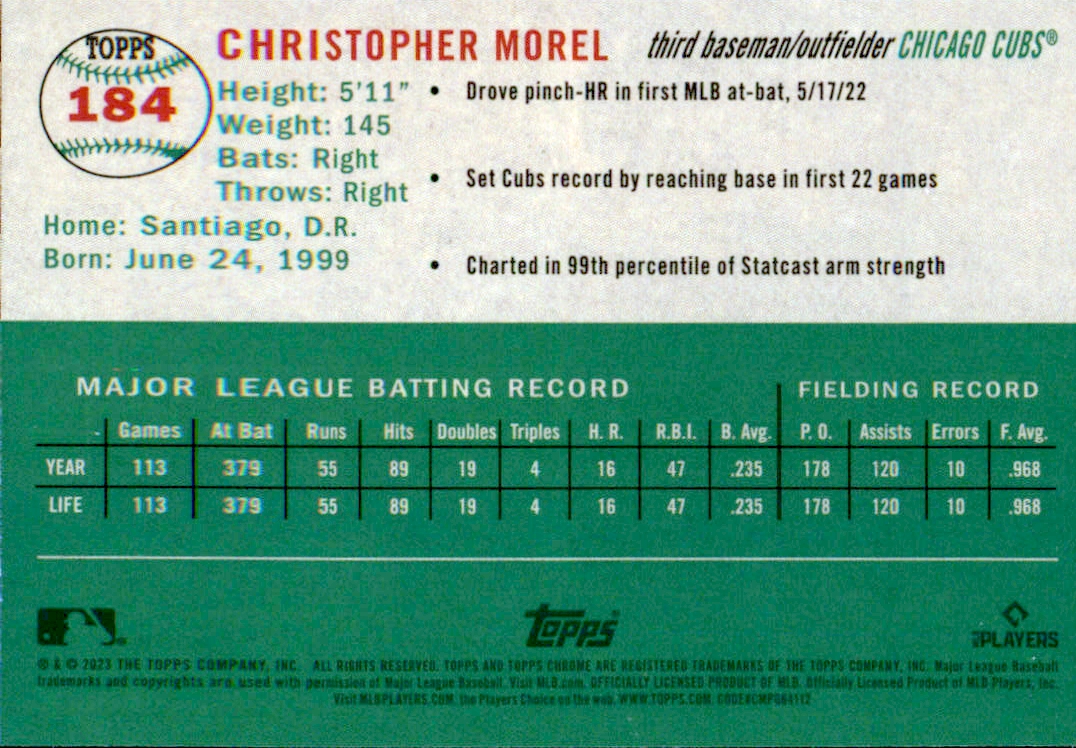 TOPPS
184
CHRISTOPHER MOREL third baseman/outfielder CHICAGO CUBS®
Height: 5'11"
Weight: 145
Bats: Right
Throws: Right
Home: Santiago, D.R.
Born: June 24, 1999
• Drove pinch-HR in first MLB at-bat, 5/17/22
• Set Cubs record by reaching base in first 22 games
• Charted in 99th percentile of Statcast arm strength
MAJOR LEAGUE BATTING RECORD FIELDING RECORD
Games At Bat Runs Hits Doubles Triples H. R. R.B.I. B. Avg. P. O. Assists Errors F. Avg.
YEAR 113 379 55 89 19 4 16 47 .235 178 120 10 .968
LIFE 113 379 55 89 19 4 16 47 .235 178 120 10 .968
Topps
PLAYERS
® & © 2023 THE TOPPS COMPANY, INC. ALL RIGHTS RESERVED. TOPPS AND TOPPS CHROME ARE REGISTERED TRADEMARKS OF THE TOPPS COMPANY, INC. Major League Baseball
trademarks and copyrights are used with permission of Major League Baseball. Visit MLB.com. OFFICIALLY LICENSED PRODUCT OF MLB. Officially Licensed Product of MLB Players, Inc.
Visit MLBPLAYERS.COM, the Players Choice on the web. WWW.TOPPS.COM